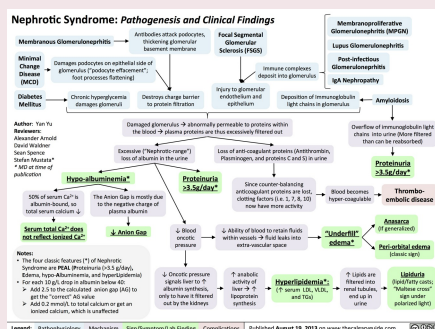 Nephrotic Syndrome: Pathogenesis and Clinical Findings
Membranous Glomerulonephritis
Antibodies attack podocytes,
thickening glomerular
basement membrane
Focal Segmental
Glomerular Sclerosis
(FSGS)
Membranoproliferative
Glomerulonephritis (MPGN)
Lupus Glomerulonephritis
Post-infectious
Glomerulonephritis
IgA Nephropathy
Minimal
Change
Disease
(MCD)
Damages podocytes on epithelial side of
glomerulus ("podocyte effacement";
foot processes flattening)
Immune complexes
deposit into glomerulus
Diabetes
Mellitus
Chronic hyperglycemia
damages glomeruli
Destroys charge barrier
to protein filtration
Injury to glomerular
endothelium and
epithelium
Deposition of Immunoglobulin
light chains in glomerulus
Amyloidosis
Author: Yan Yu
Reviewers:
Alexander Arnold
David Waldner
Sean Spence
Stefan Mustata*
* MD at time of
publication
Damaged glomerulus → abnormally permeable to proteins within
the blood → plasma proteins are thus excessively filtered out
Overflow of immunoglobulin light
chains into urine (More filtered
than can be reabsorbed)
Proteinuria
>3.5g/day*
Excessive ("Nephrotic-range")
loss of albumin in the urine
Loss of anti-coagulant proteins (Antithrombin,
Plasminogen, and proteins C and S) in urine
Hypo-albuminemia*
Proteinuria
>3.5g/day*
Since counter-balancing
anticoagulant proteins are lost,
clotting factors (i.e. 1, 7, 8, 10)
now have more activity
Blood becomes
hyper-coagulable
Thrombo-
embolic disease
50% of serum Ca²⁺ is
albumin-bound, so
total serum calcium ↓
The Anion Gap is mostly due
to the negative charge of
plasma albumin
Serum total Ca²⁺ does
not reflect ionized Ca²⁺
↓ Anion Gap
↓ Blood
oncotic
pressure
↓ Ability of blood to retain fluids
within vessels → fluid leaks into
extra-vascular space
"Underfill"
edema*
Anasarca
(if generalized)
Peri-orbital edema
(classic sign)
Notes:
• The four classic features (*) of Nephrotic
Syndrome are PEAL (Proteinuria (>3.5 g/day),
Edema, hypo-Albuminemia, and hyperLipidemia)
• For each 10 g/L drop in albumin below 40:
➢ Add 2.5 to the calculated anion gap (AG) to
get the "correct" AG value
➢ Add 0.2 mmol/L to total calcium or get an
ionized calcium, which is unaffected
↓ Oncotic pressure
signals liver to ↑
albumin synthesis,
only to have it filtered
out by the kidneys
↑ anabolic
activity of
liver → ↑
lipoprotein
synthesis
Hyperlipidemia*:
(↑ serum LDL, VLDL,
and TGs)
↑ Lipids are
filtered into
renal tubules,
end up in
urine
Lipiduria
(lipid/fatty casts;
"Maltese cross"
sign under
polarized light)
Legend: Pathophysiology Mechanism Sign/Symptom/Lab Finding Complications Published August 19, 2013 on www.thecalgaryguide.com